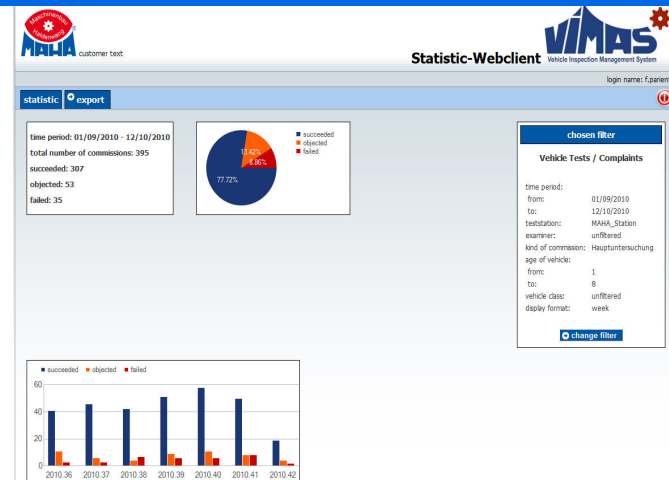 Maschinenbau
Haldenwang
MAHA
customer text
Statistic-Webclient
VIMAS
Vehicle Inspection Management System
login name: f.parient
statistic
export
time period: 01/09/2010 - 12/10/2010
total number of commissions: 395
succeeded: 307
objected: 53
failed: 35
succeeded
objected
failed
13.42%
8.86%
77.72%
chosen filter
Vehicle Tests / Complaints
time period:
from: 01/09/2010
to: 12/10/2010
teststation: MAHA_Station
examiner: unfiltered
kind of commission: Hauptuntersuchung
age of vehicle:
from: 1
to: 8
vehicle class: unfiltered
display format: week
change filter
succeeded objected failed
60
40
20
0
2010.36 2010.37 2010.38 2010.39 2010.40 2010.41 2010.42